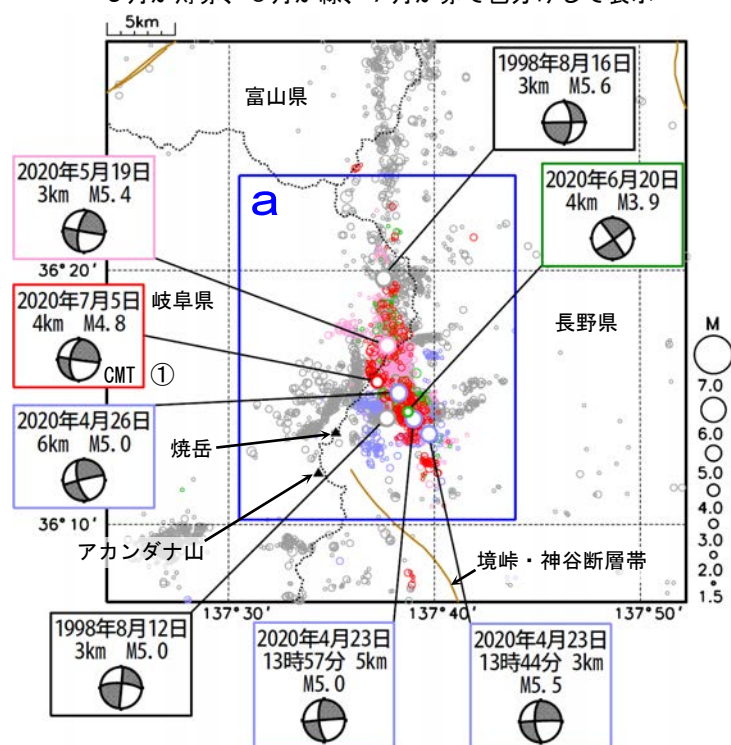 5km
富山県
1998年8月16日
3km M5.6
2020年5月19日
3km M5.4
a
2020年6月20日
4km M3.9
36°20′
2020年7月5日
4km M4.8
CMT ①
岐阜県
長野県
M
7.0
6.0
5.0
4.0
3.0
2.0
1.5
2020年4月26日
6km M5.0
焼岳
36°10′
アカンダナ山
境峠・神谷断層帯
137°30′
137°40′
137°50′
1998年8月12日
3km M5.0
2020年4月23日
13時57分 5km
M5.0
2020年4月23日
13時44分 3km
M5.5